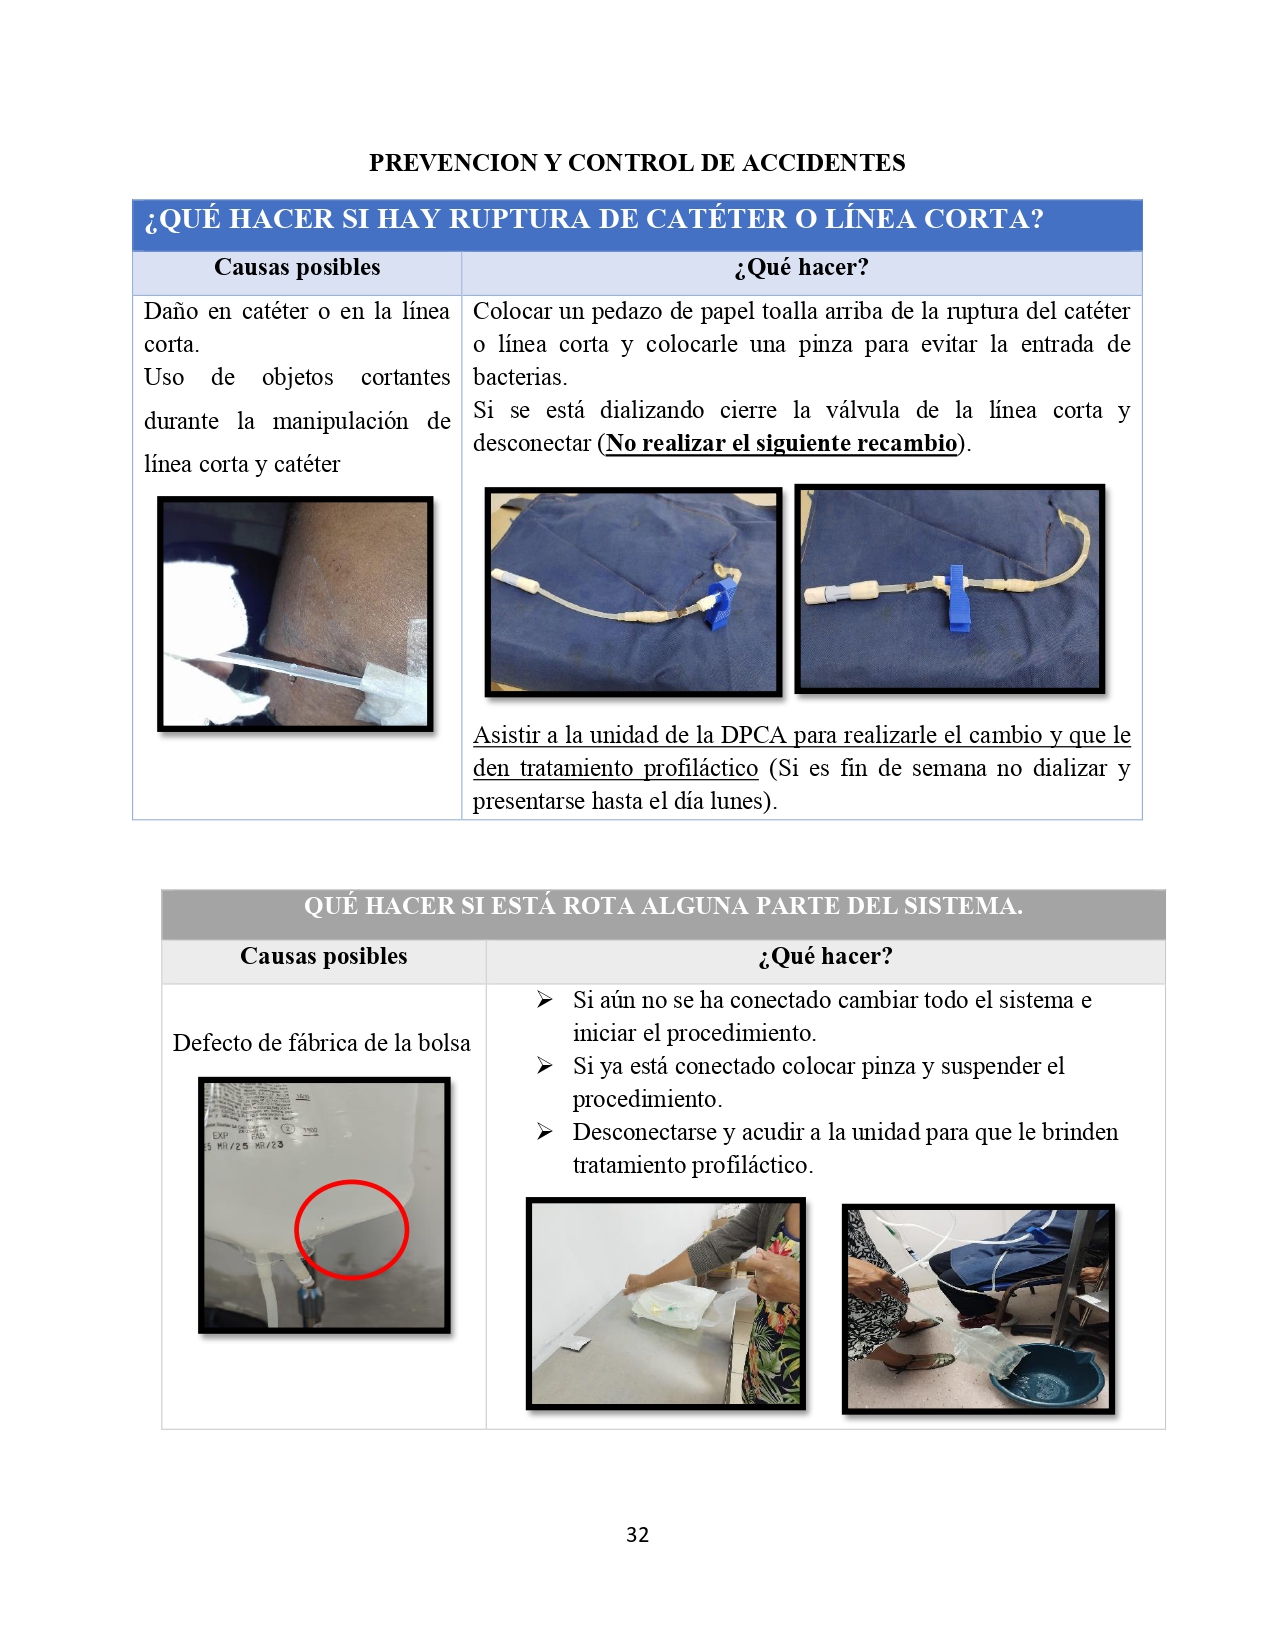 PREVENCION Y CONTROL DE ACCIDENTES
¿QUÉ HACER SI HAY RUPTURA DE CATÉTER O LÍNEA CORTA?
Causas posibles
¿Qué hacer?
Daño en catéter o en la línea
corta.
Uso de objetos cortantes
durante la manipulación de
línea corta y catéter
Colocar un pedazo de papel toalla arriba de la ruptura del catéter
o línea corta y colocarle una pinza para evitar la entrada de
bacterias.
Si se está dializando cierre la válvula de la línea corta y
desconectar (No realizar el siguiente recambio).
Asistir a la unidad de la DPCA para realizarle el cambio y que le
den tratamiento profiláctico (Si es fin de semana no dializar y
presentarse hasta el día lunes).
QUÉ HACER SI ESTÁ ROTA ALGUNA PARTE DEL SISTEMA.
Causas posibles
¿Qué hacer?
Defecto de fábrica de la bolsa
EXP FAB
MR/25 MR/23
Si aún no se ha conectado cambiar todo el sistema e
iniciar el procedimiento.
Si ya está conectado colocar pinza y suspender el
procedimiento.
Desconectarse y acudir a la unidad para que le brinden
tratamiento profiláctico.
32